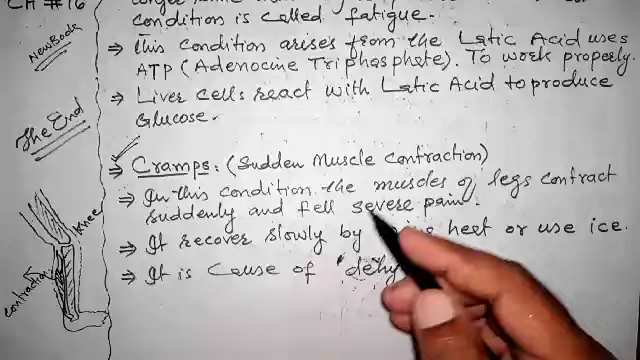 CH # 16
condition is called fatigue.
New Book
⇒ This condition arises from the Latic Acid uses
ATP (Adenocine Triphosphate). To work properly.
⇒ Liver cells react with Latic Acid to produce
Glucose.
The End
Cramps: (Sudden Muscle Contraction)
⇒ In this condition the muscles of legs contract
suddenly and fell severe pain.
Knee
⇒ It recover slowly by heet or use ice.
contraction
⇒ It is cause of